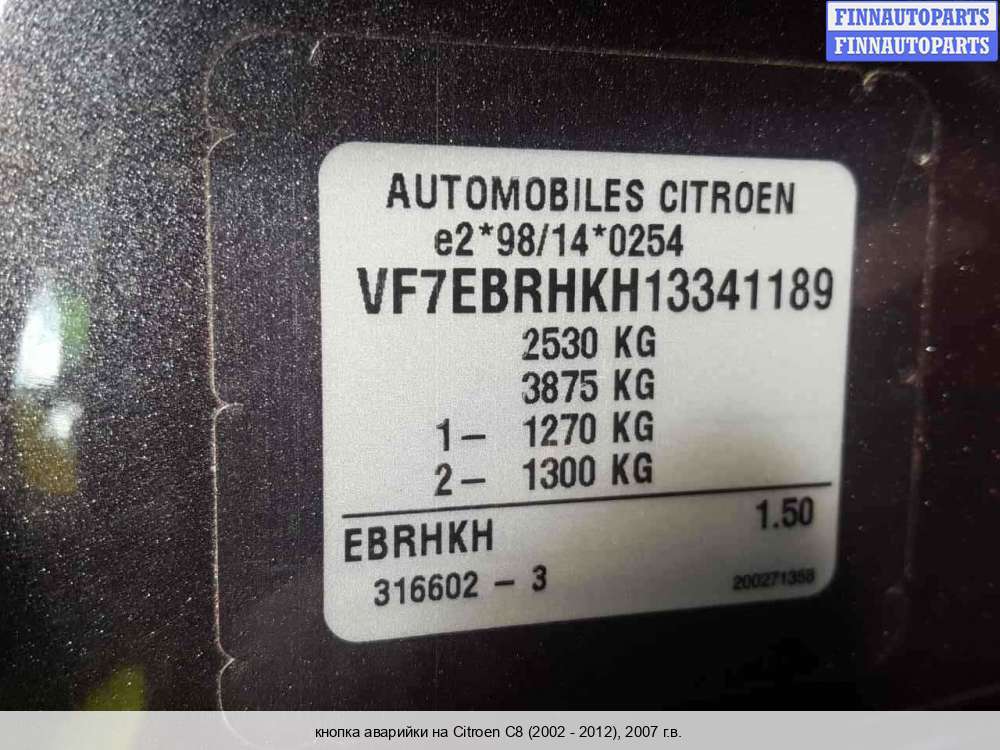 FINNAUTOPARTS
FINNAUTOPARTS
AUTOMOBILES CITROEN
e2*98/14*0254
VF7EBRHKH13341189
2530 KG
3875 KG
1- 1270 KG
2- 1300 KG
EBRHKH 1.50
316602 - 3 200271358
кнопка аварийки на Citroen C8 (2002 - 2012), 2007 г.в.